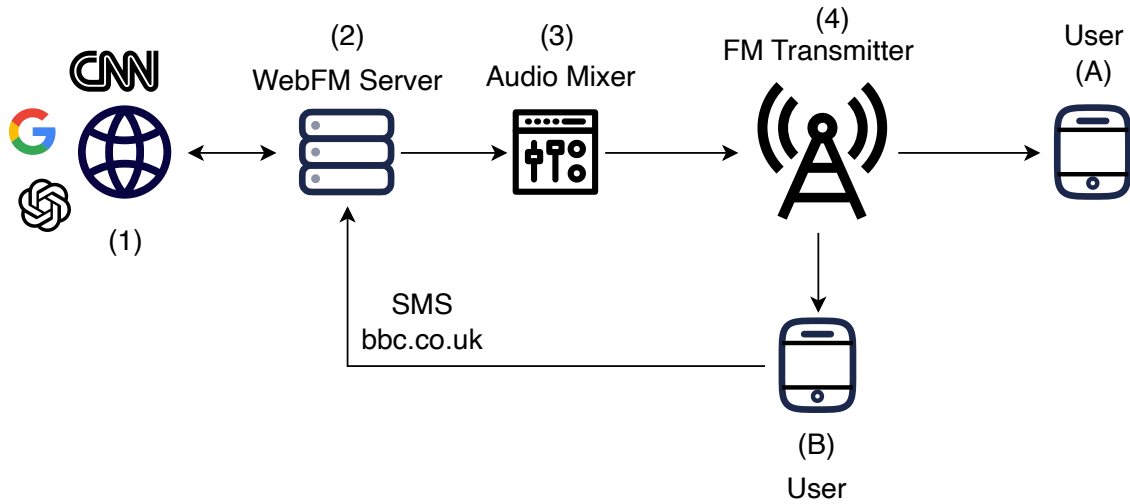 CNN
(1)
(2)
WebFM Server
(3)
Audio Mixer
(4)
FM Transmitter
User
(A)
SMS
bbc.co.uk
(B)
User